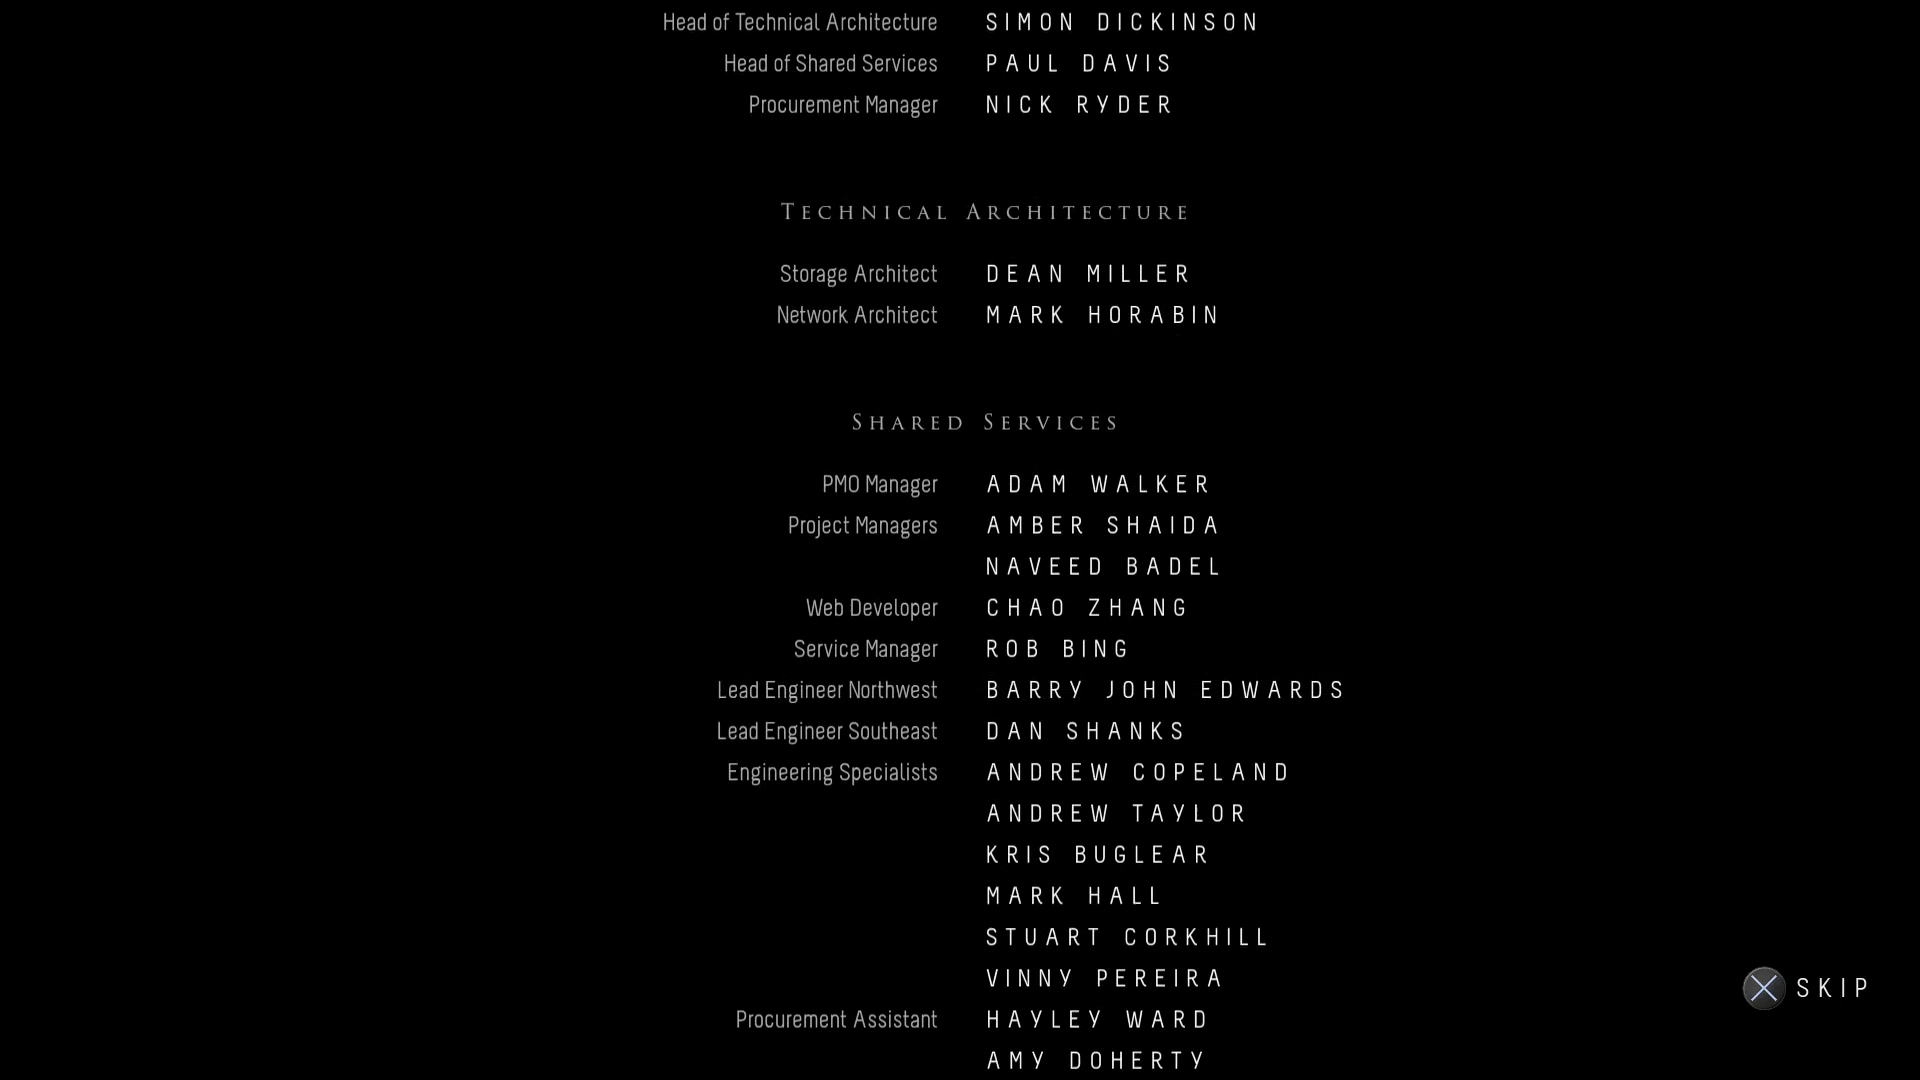 Head of Technical Architecture SIMON DICKINSON
Head of Shared Services PAUL DAVIS
Procurement Manager NICK RYDER
TECHNICAL ARCHITECTURE
Storage Architect DEAN MILLER
Network Architect MARK HORABIN
SHARED SERVICES
PMO Manager ADAM WALKER
Project Managers AMBER SHAIDA
NAVEED BADEL
Web Developer CHAO ZHANG
Service Manager ROB BING
Lead Engineer Northwest BARRY JOHN EDWARDS
Lead Engineer Southeast DAN SHANKS
Engineering Specialists ANDREW COPELAND
ANDREW TAYLOR
KRIS BUGLEAR
MARK HALL
STUART CORKHILL
VINNY PEREIRA
SKIP
Procurement Assistant HAYLEY WARD
AMY DOHERTY